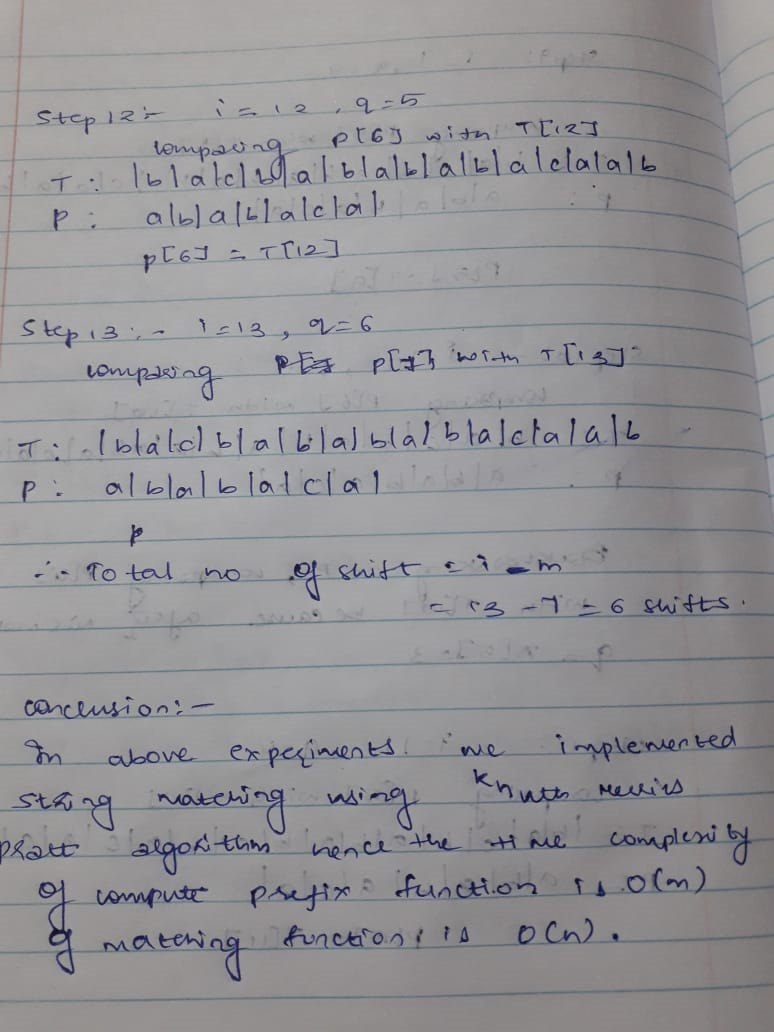 Step 12:- i = 12 , q = 5
comparing P[6] with T[12]
T : |b|a|c|b|a|b|a|b|a|b|a|c|a|a|b
P : a|b|a|b|a|c|a|
P[6] = T[12]
Step 13:- i = 13, q = 6
comparing P[7] with T[13]
T : |b|a|c|b|a|b|a|b|a|b|a|c|a|a|b
P : a|b|a|b|a|c|a|
p
∴ Total no of shift = i - m
= 13 - 7 = 6 shifts.
conclusion:-
In above experiments we implemented
string matching using Knuth
pratt algorithm hence the time complexity
of compute prefix function is O(m)
g matching function is O(n).